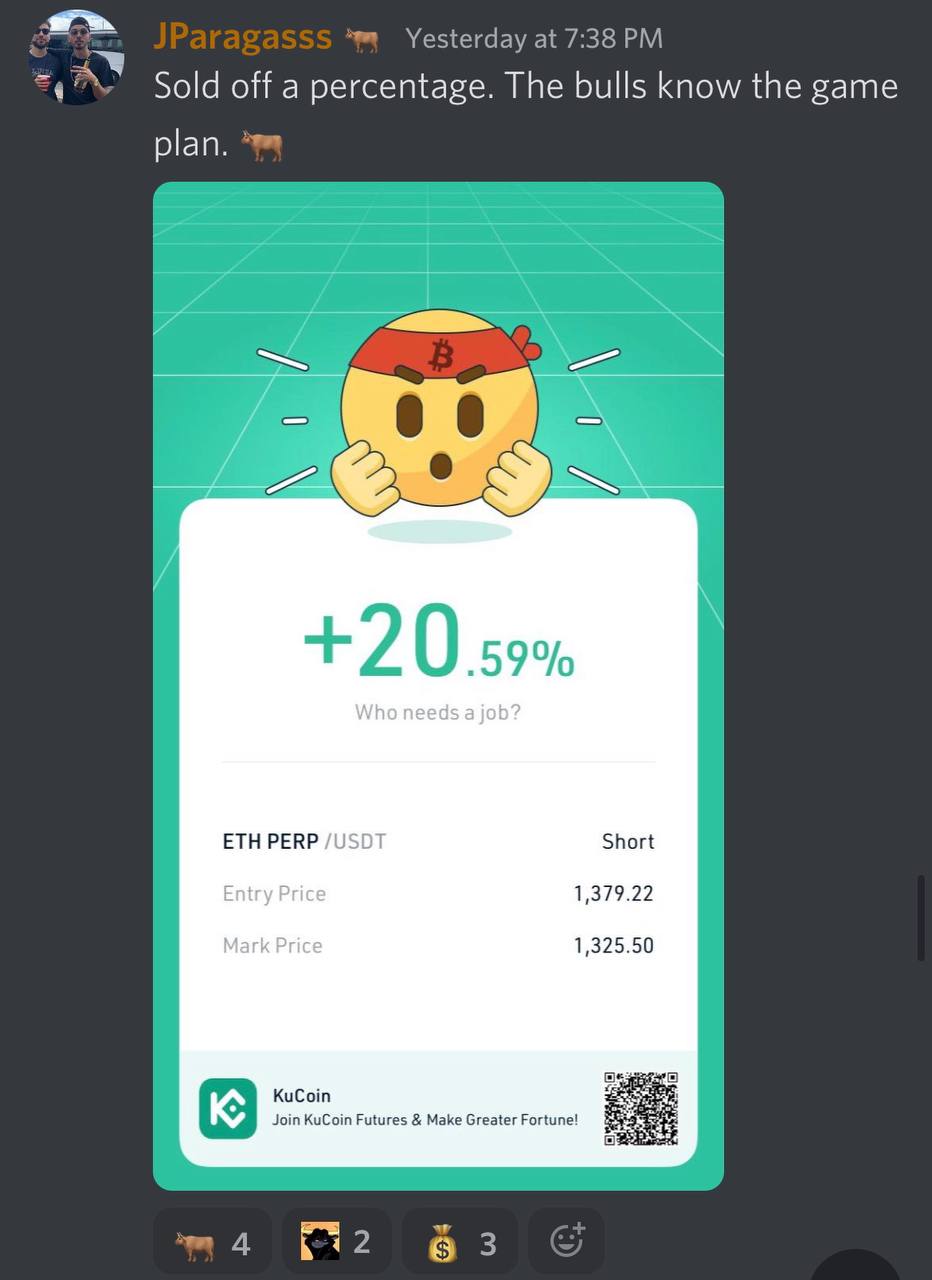 JParagasss 🐂 Yesterday at 7:38 PM
Sold off a percentage. The bulls know the game
plan. 🐂
₿
+20.59%
Who needs a job?
ETH PERP /USDT Short
Entry Price 1,379.22
Mark Price 1,325.50
KuCoin
Join KuCoin Futures & Make Greater Fortune!
🐂 4 2 💰 3